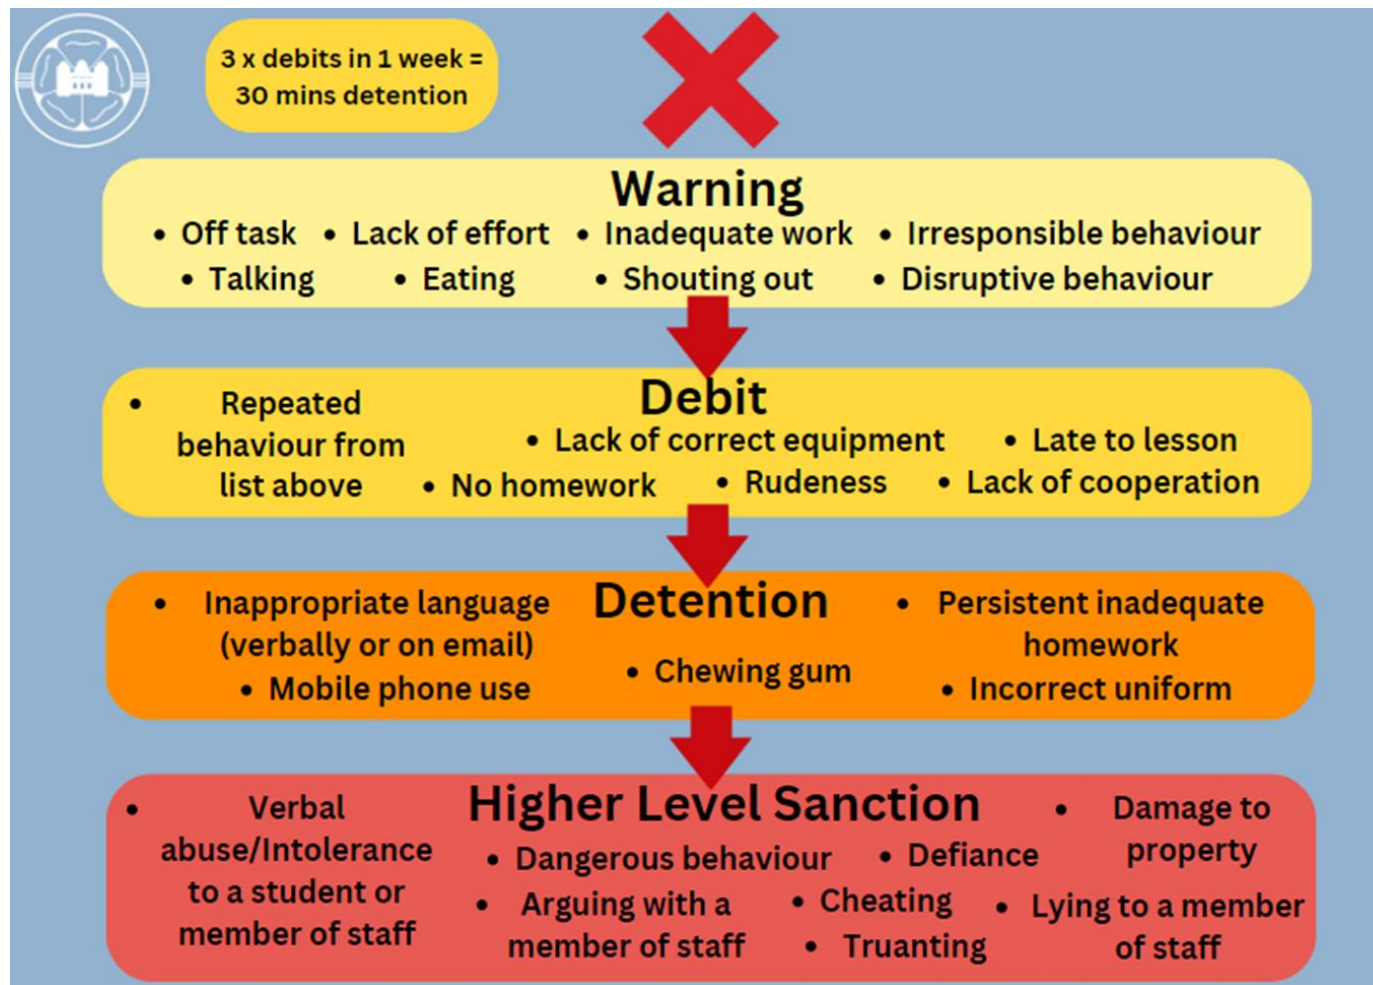 3 x debits in 1 week =
30 mins detention
Warning
• Off task • Lack of effort • Inadequate work • Irresponsible behaviour
• Talking • Eating • Shouting out • Disruptive behaviour
Debit
• Repeated
behaviour from
list above
• Lack of correct equipment • Late to lesson
• No homework • Rudeness • Lack of cooperation
Detention
• Inappropriate language
(verbally or on email)
• Mobile phone use
• Chewing gum
• Persistent inadequate
homework
• Incorrect uniform
Higher Level Sanction
• Verbal
abuse/Intolerance
to a student or
member of staff
• Dangerous behaviour • Defiance
• Arguing with a
member of staff
• Cheating
• Truanting
• Damage to
property
• Lying to a member
of staff